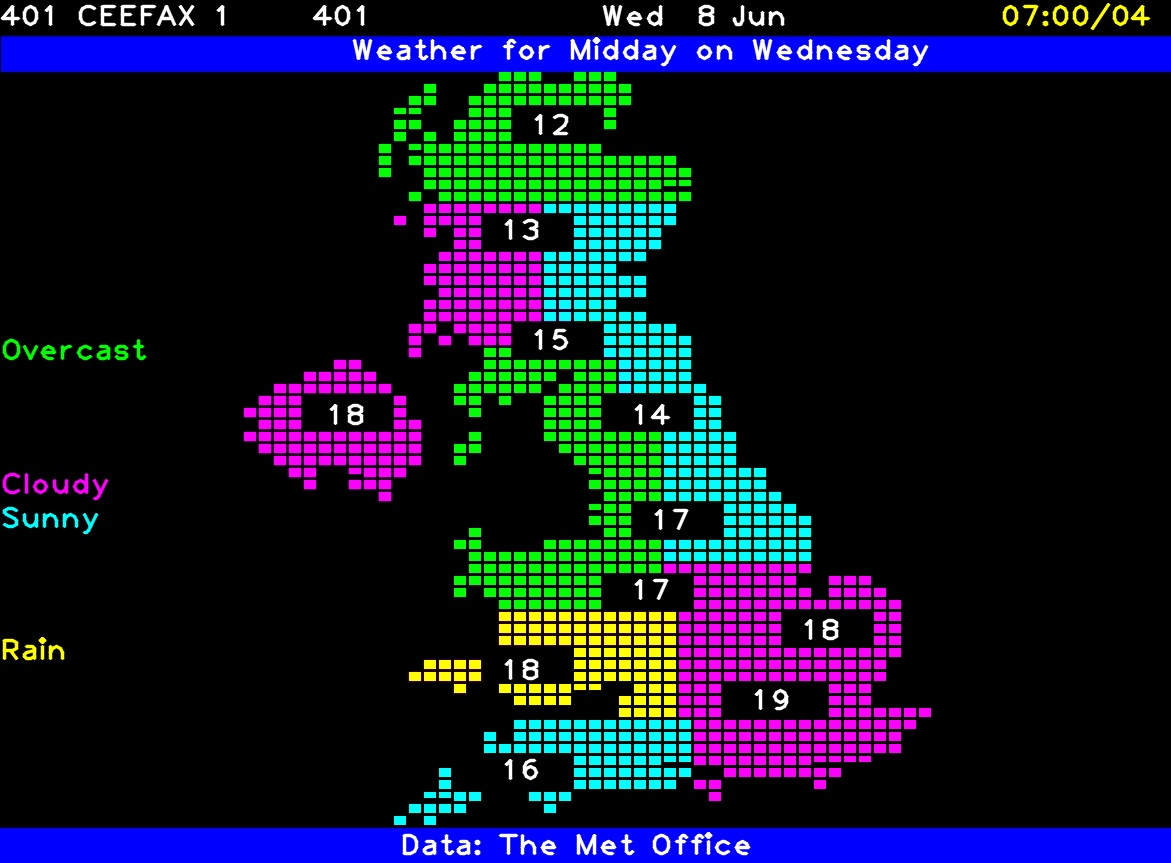 401 CEEFAX 1 401 Wed 8 Jun 07:00/04
Weather for Midday on Wednesday
12
13
15
Overcast
18 14
Cloudy
Sunny 17
17
18
Rain
18
19
16
Data: The Met Office